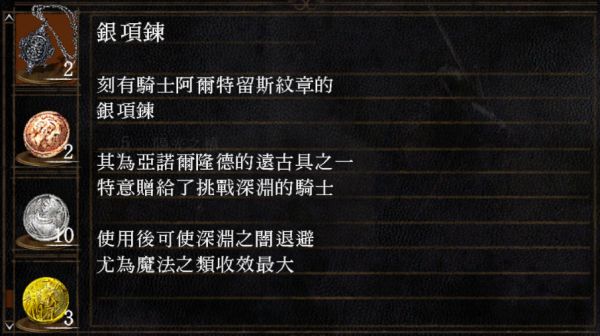 銀項鍊
刻有騎士阿爾特留斯紋章的
銀項鍊
其為亞諾爾隆德的遠古具之一
特意贈給了挑戰深淵的騎士
使用後可使深淵之闇退避
尤為魔法之類收效最大
2
2
10
3